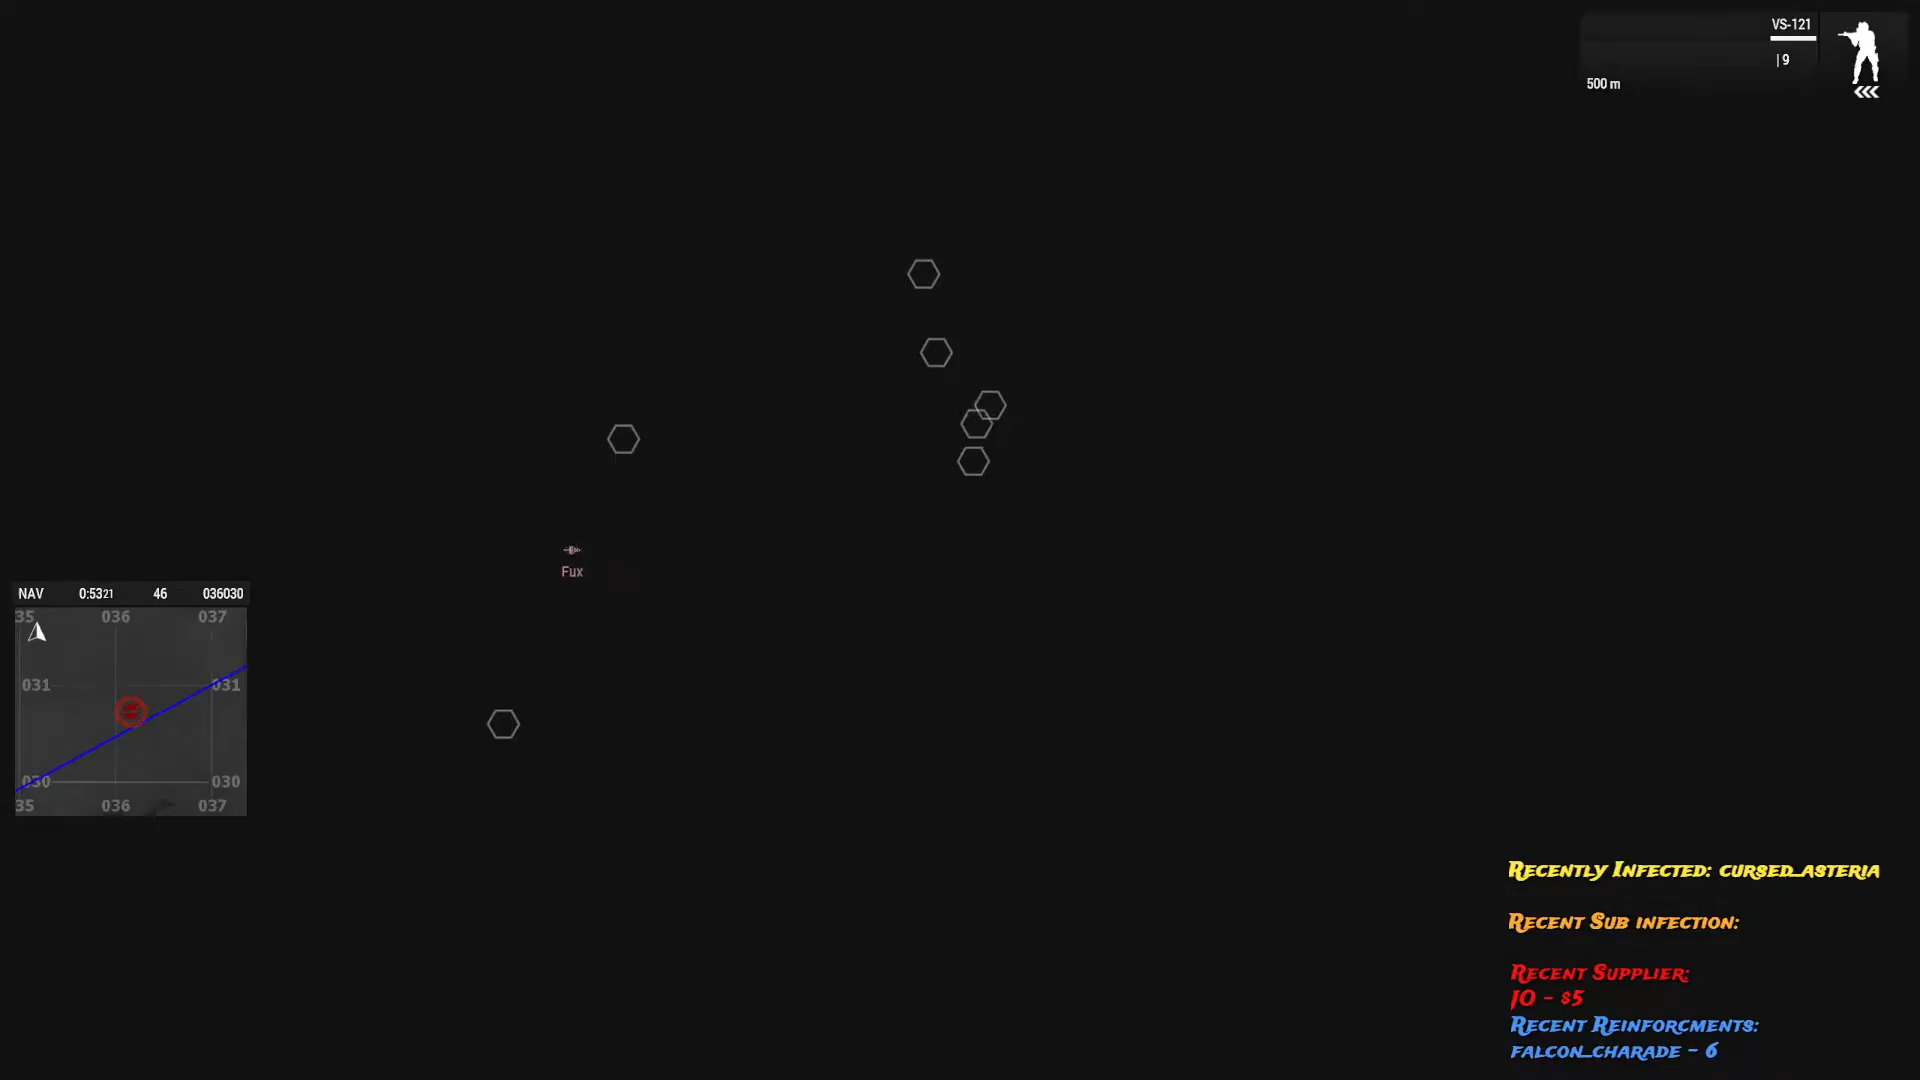 VS-121
| 9
500 m
Fux
NAV 0:5321 46 036030
35 036 037
031 031
030 030
35 036 037
Recently Infected: cursed_asteria
Recent Sub infection:
Recent Supplier:
JO - $5
Recent Reinforcments:
falcon_charade - 6